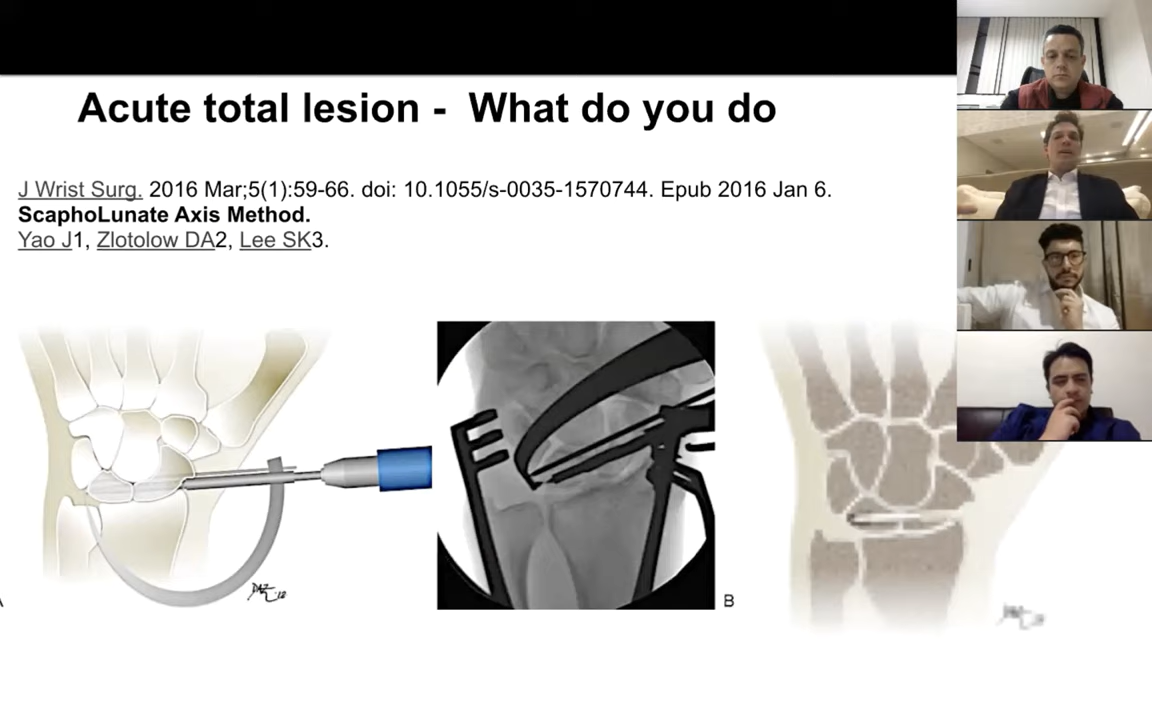 Acute total lesion -  What do you do
J Wrist Surg. 2016 Mar;5(1):59-66. doi: 10.1055/s-0035-1570744. Epub 2016 Jan 6.
ScaphoLunate Axis Method.
Yao J1, Zlotolow DA2, Lee SK3.
B